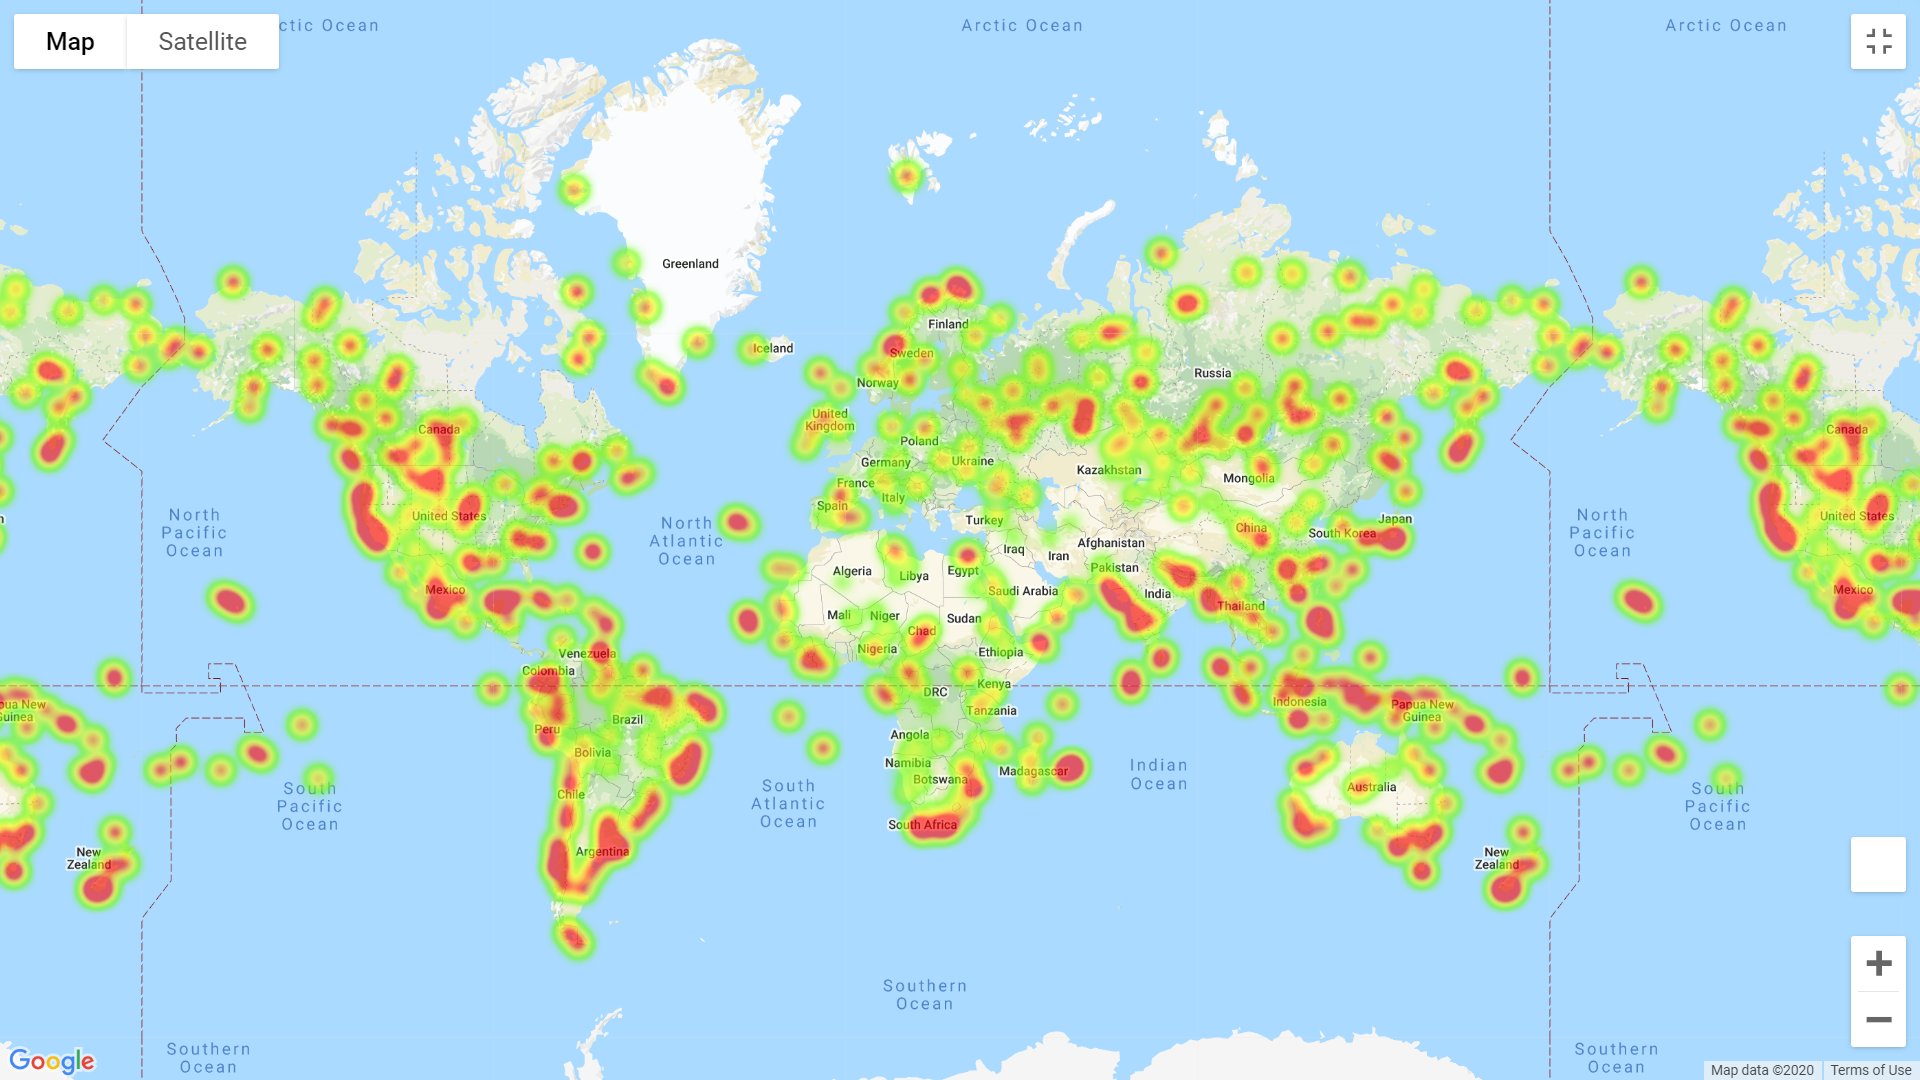 Map
Satellite
ctic Ocean
Arctic Ocean
Arctic Ocean
Greenland
Iceland
Finland
Sweden
Norway
Russia
United
Kingdom
Poland
Germany
Ukraine
France
Italy
Spain
Turkey
Kazakhstan
Mongolia
Canada
United States
North
Pacific
Ocean
North
Atlantic
Ocean
Algeria
Libya
Egypt
Iraq
Iran
Afghanistan
Pakistan
Saudi Arabia
India
China
South Korea
Japan
Thailand
North
Pacific
Ocean
Canada
United States
Mexico
Mexico
Mali
Niger
Chad
Sudan
Nigeria
Ethiopia
Venezuela
Colombia
DRC
Kenya
Tanzania
Brazil
Peru
Bolivia
Angola
Namibia
Botswana
Madagascar
Indonesia
Papua New
Guinea
pua New
Guinea
South
Pacific
Ocean
Chile
Argentina
South
Atlantic
Ocean
South Africa
Indian
Ocean
Australia
South
Pacific
Ocean
New
Zealand
New
Zealand
Southern
Ocean
Southern
Ocean
Southern
Ocean
Google
Map data ©2020
Terms of Use